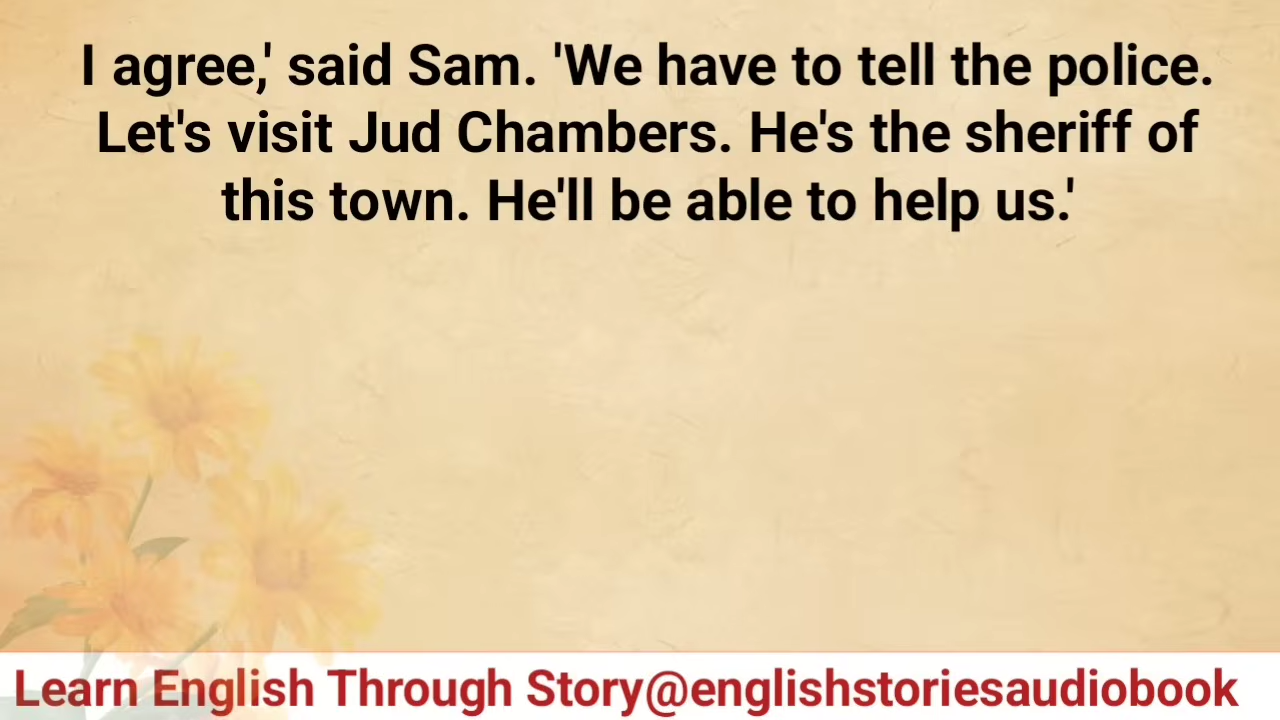 I agree,' said Sam. 'We have to tell the police.
Let's visit Jud Chambers. He's the sheriff of
this town. He'll be able to help us.'
Learn English Through Story@englishstoriesaudiobook